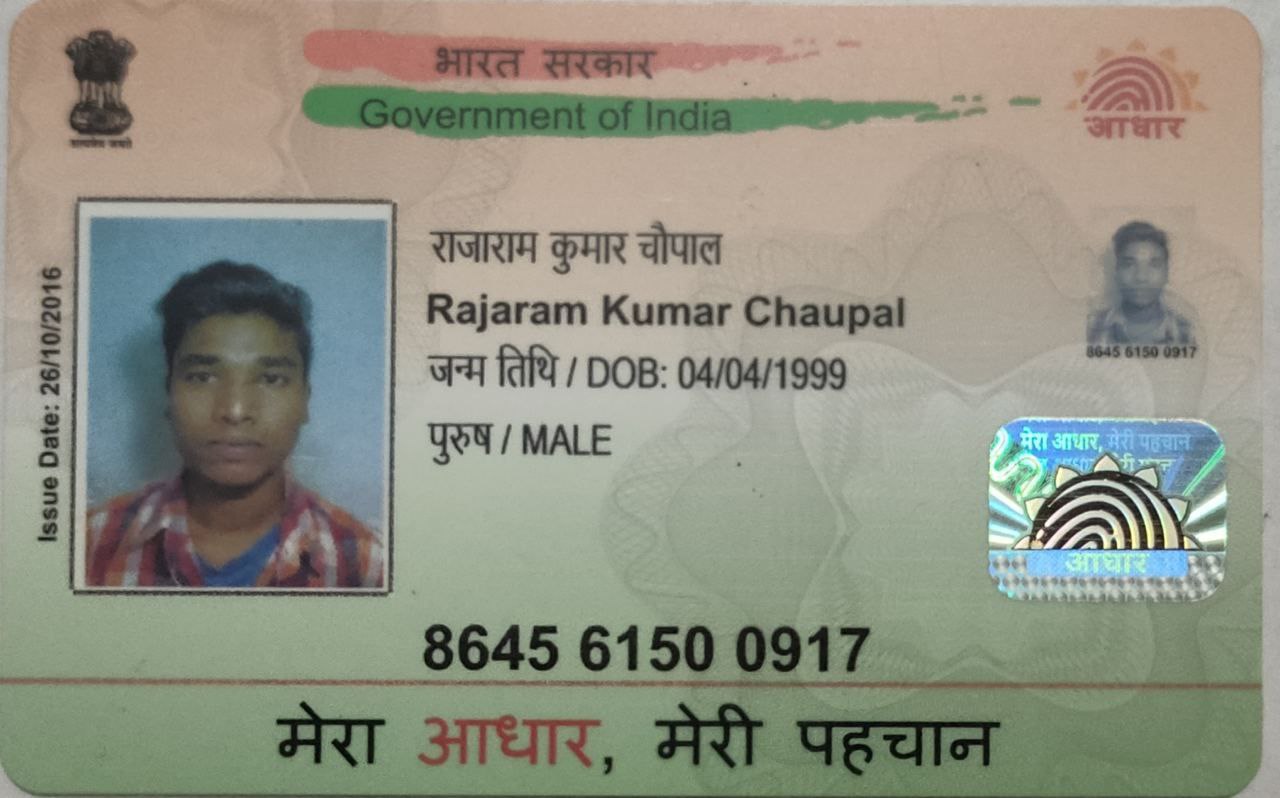 सत्यमेव जयते
भारत सरकार
Government of India
आधार
Issue Date: 26/10/2016
राजाराम कुमार चौपाल
Rajaram Kumar Chaupal
जन्म तिथि / DOB: 04/04/1999
पुरुष / MALE
8645 6150 0917
मेरा आधार, मेरी पहचान
आधार
8645 6150 0917
मेरा आधार, मेरी पहचान